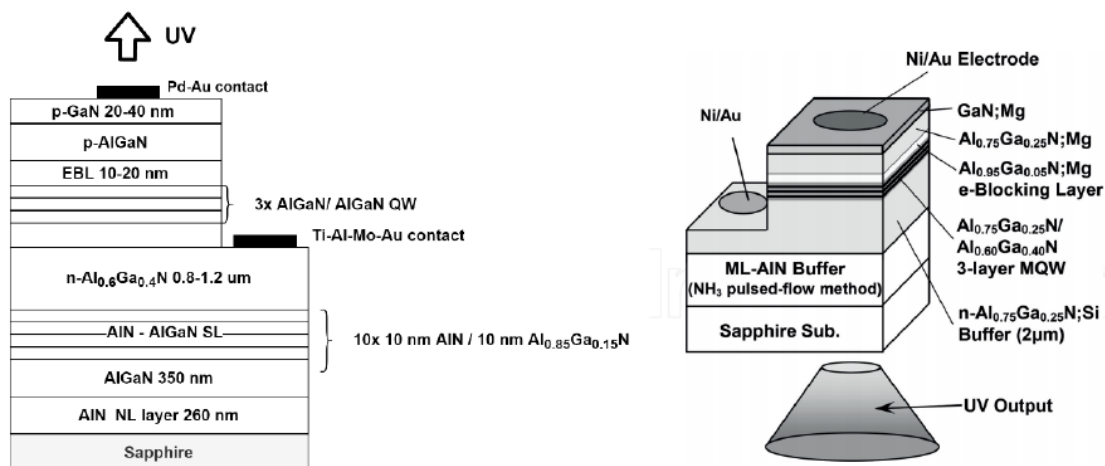 UV
Pd-Au contact
p-GaN 20-40 nm
p-AlGaN
EBL 10-20 nm
3x AlGaN/ AlGaN QW
Ti-Al-Mo-Au contact
n-Al0.6Ga0.4N 0.8-1.2 um
AlN - AlGaN SL
10x 10 nm AlN / 10 nm Al0.85Ga0.15N
AlGaN 350 nm
AlN NL layer 260 nm
Sapphire
Ni/Au Electrode
Ni/Au
GaN;Mg
Al0.75Ga0.25N;Mg
Al0.95Ga0.05N;Mg
e-Blocking Layer
Al0.75Ga0.25N/
Al0.60Ga0.40N
3-layer MQW
ML-AlN Buffer
(NH3 pulsed-flow method)
n-Al0.75Ga0.25N;Si
Buffer (2μm)
Sapphire Sub.
UV Output